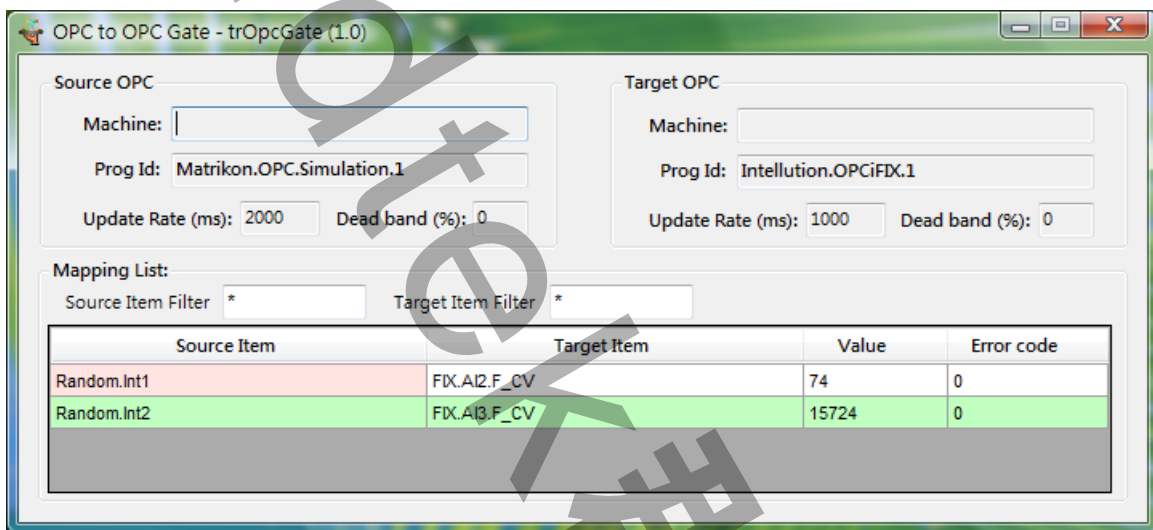 OPC to OPC Gate - trOpcGate (1.0)
Source OPC
Machine:
Prog Id: Matrikon.OPC.Simulation.1
Update Rate (ms): 2000 Dead band (%): 0
Target OPC
Machine:
Prog Id: Intellution.OPCiFIX.1
Update Rate (ms): 1000 Dead band (%): 0
Mapping List:
Source Item Filter * Target Item Filter *
Source Item Target Item Value Error code
Random.Int1 FIX.AI2.F_CV 74 0
Random.Int2 FIX.AI3.F_CV 15724 0